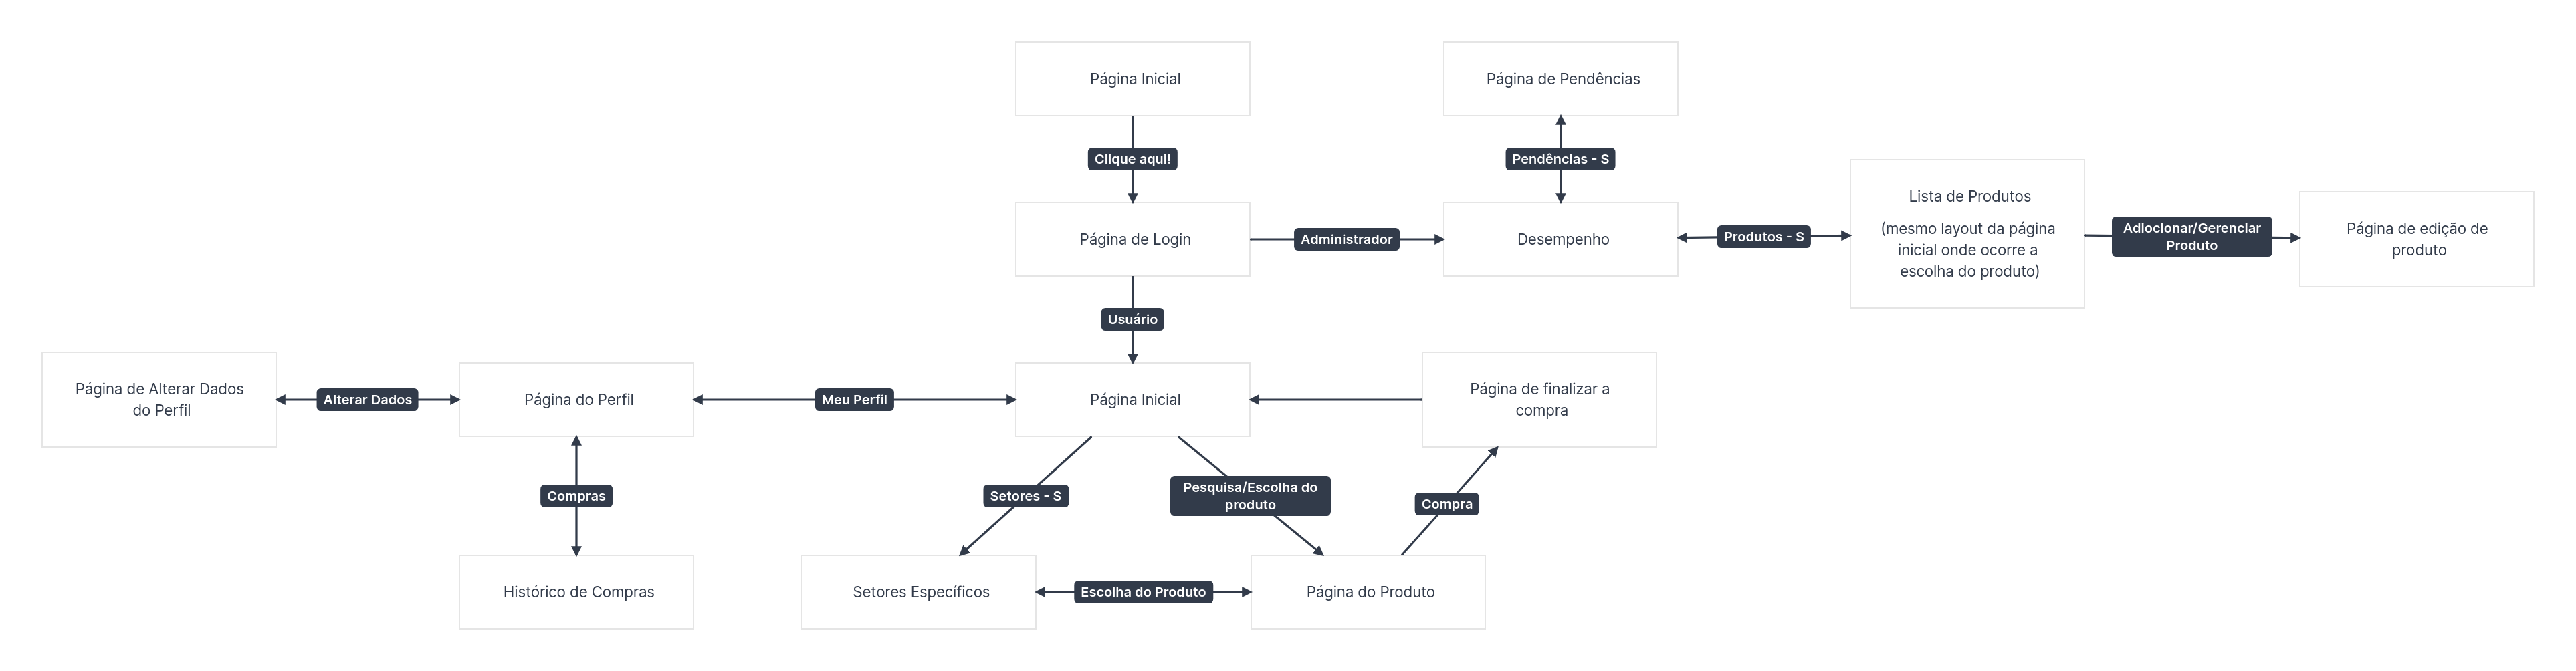 Página Inicial
Página de Pendências
Clique aqui!
Pendências - S
Página de Login
Administrador
Desempenho
Produtos - S
Lista de Produtos
(mesmo layout da página
inicial onde ocorre a
escolha do produto)
Adiocionar/Gerenciar
Produto
Página de edição de
produto
Usuário
Página de Alterar Dados
do Perfil
Alterar Dados
Página do Perfil
Meu Perfil
Página Inicial
Página de finalizar a
compra
Compras
Setores - S
Pesquisa/Escolha do
produto
Compra
Histórico de Compras
Setores Específicos
Escolha do Produto
Página do Produto